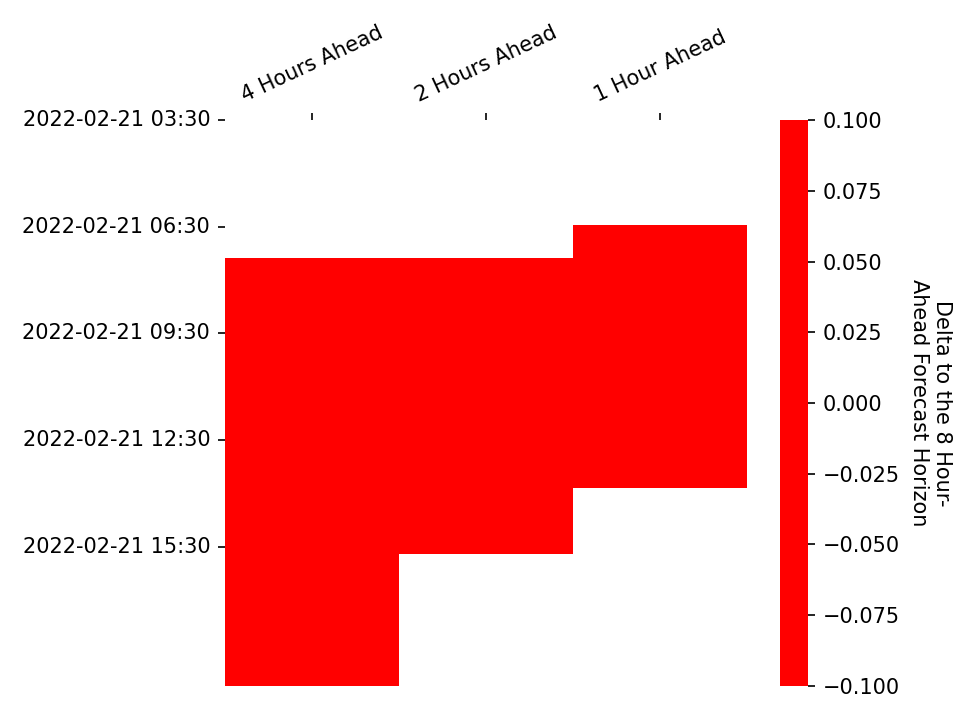 4 Hours Ahead
2 Hours Ahead
1 Hour Ahead
2022-02-21 03:30
2022-02-21 06:30
2022-02-21 09:30
2022-02-21 12:30
2022-02-21 15:30
0.100
0.075
0.050
0.025
0.000
−0.025
−0.050
−0.075
−0.100
Delta to the 8 Hour-
Ahead Forecast Horizon